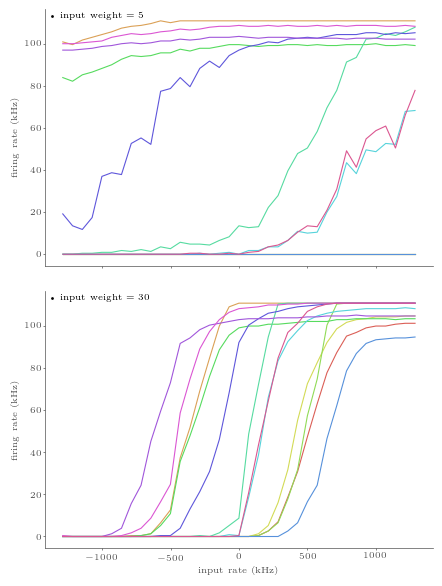 • input weight = 5
100
80
60
40
20
0
firing rate (kHz)
• input weight = 30
100
80
60
40
20
0
firing rate (kHz)
−1000 −500 0 500 1000
input rate (kHz)